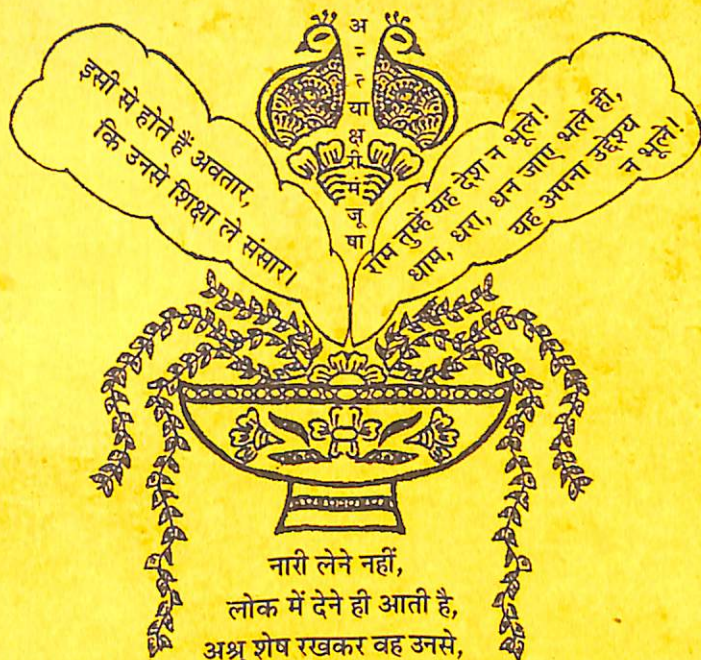 अ
न्
त्
या
क्ष
री
मं
जू
षा
इसी से होते हैं अवतार,
कि उनसे शिक्षा ले संसार।
राम तुम्हें यह देश न भूले!
धाम, धरा, धन जाए भले ही,
यह अपना उद्देश्य
न भूले!
नारी लेने नहीं,
लोक में देने ही आती है,
अश्रु शेष रखकर वह उनसे,